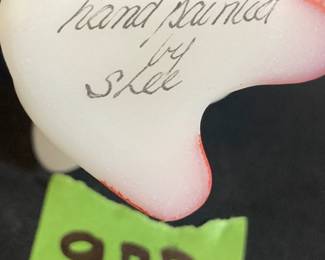 hand painted
by
S Lee